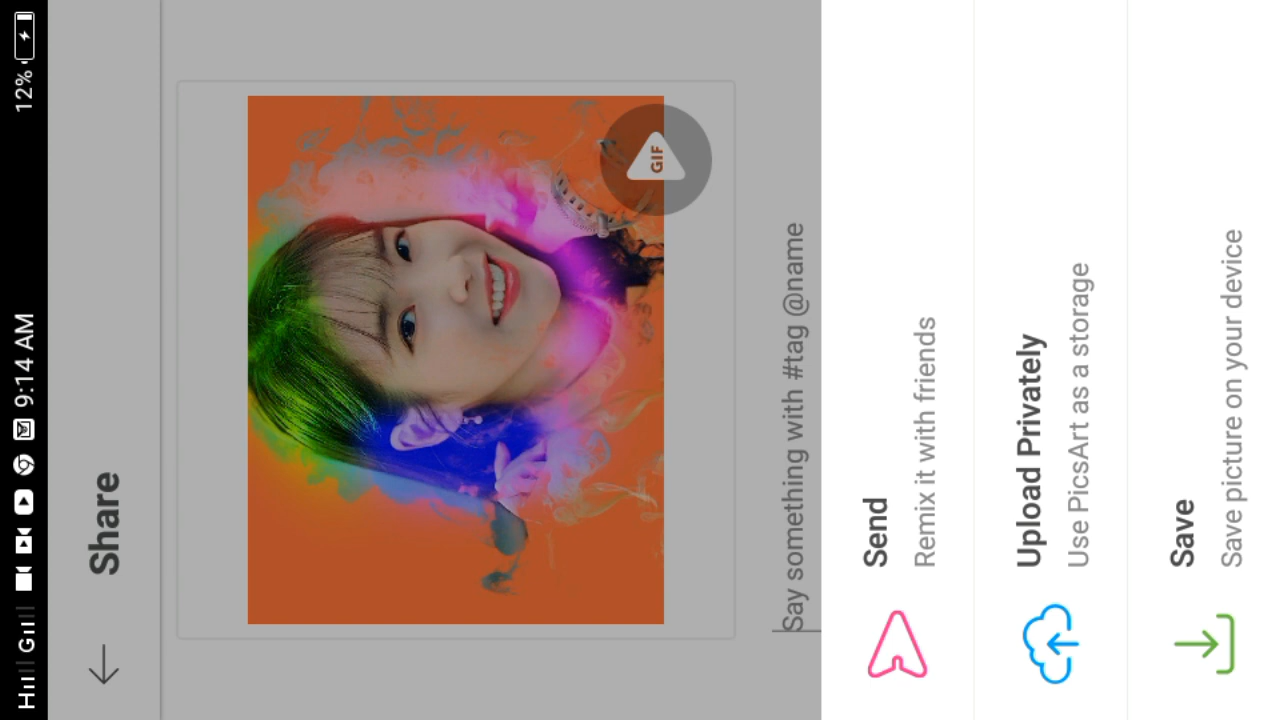 H G 9:14 AM 12%
Share
GIF
Say something with #tag @name
Send
Remix it with friends
Upload Privately
Use PicsArt as a storage
Save
Save picture on your device